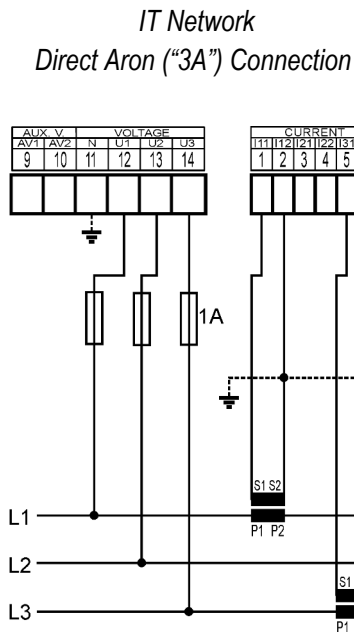 IT Network
Direct Aron (“3A”) Connection
AUX. V. VOLTAGE CURRENT
AV1 AV2 N U1 U2 U3 I11 I12 I21 I22 I31
9 10 11 12 13 14 1 2 3 4 5
1A
S1 S2
L1
P1 P2
L2
S1
L3
P1